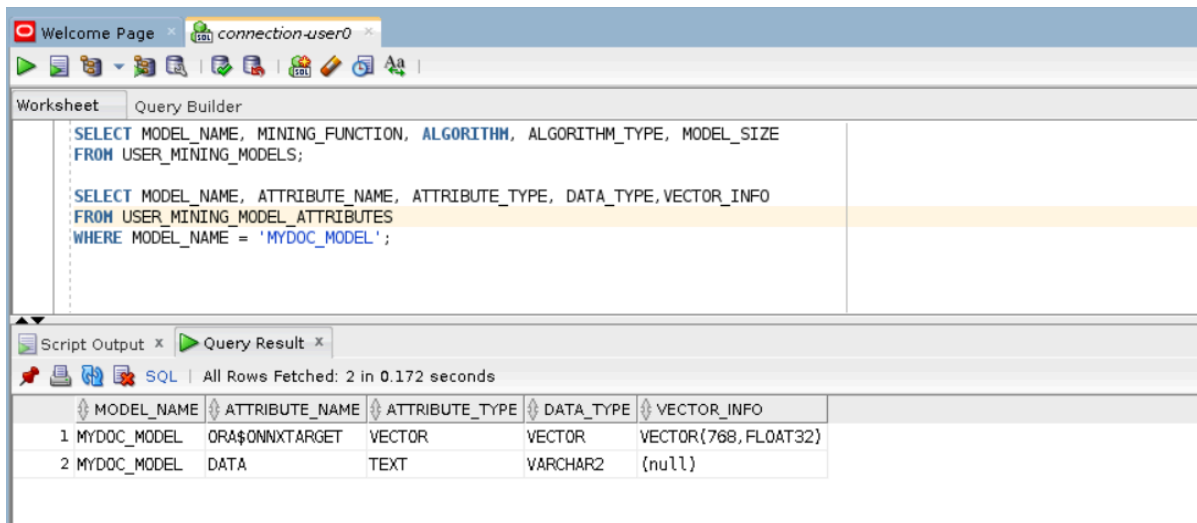 Welcome Page connection-user0
Worksheet Query Builder
SELECT MODEL_NAME, MINING_FUNCTION, ALGORITHM, ALGORITHM_TYPE, MODEL_SIZE
FROM USER_MINING_MODELS;
SELECT MODEL_NAME, ATTRIBUTE_NAME, ATTRIBUTE_TYPE, DATA_TYPE,VECTOR_INFO
FROM USER_MINING_MODEL_ATTRIBUTES
WHERE MODEL_NAME = 'MYDOC_MODEL';
Script Output x Query Result x
SQL | All Rows Fetched: 2 in 0.172 seconds
MODEL_NAME ATTRIBUTE_NAME ATTRIBUTE_TYPE DATA_TYPE VECTOR_INFO
1 MYDOC_MODEL ORA$ONNXTARGET VECTOR VECTOR VECTOR(768,FLOAT32)
2 MYDOC_MODEL DATA TEXT VARCHAR2 (null)